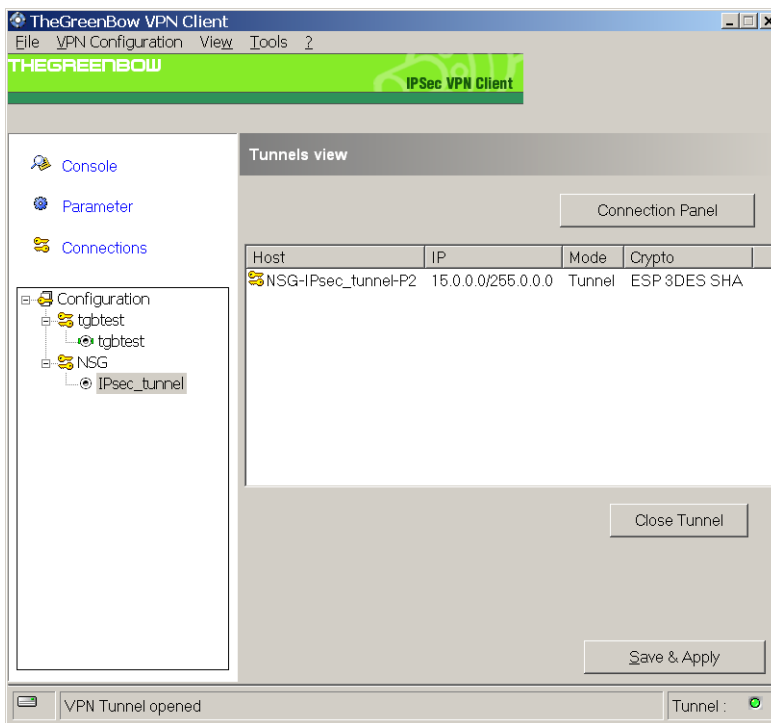 TheGreenBow VPN Client
File VPN Configuration View Tools ?
THEGREENBOW
IPSec VPN Client
Console
Parameter
Connections
Configuration
tgbtest
tgbtest
NSG
IPsec_tunnel
Tunnels view
Connection Panel
Host IP Mode Crypto
NSG-IPsec_tunnel-P2 15.0.0.0/255.0.0.0 Tunnel ESP 3DES SHA
Close Tunnel
Save & Apply
VPN Tunnel opened Tunnel :